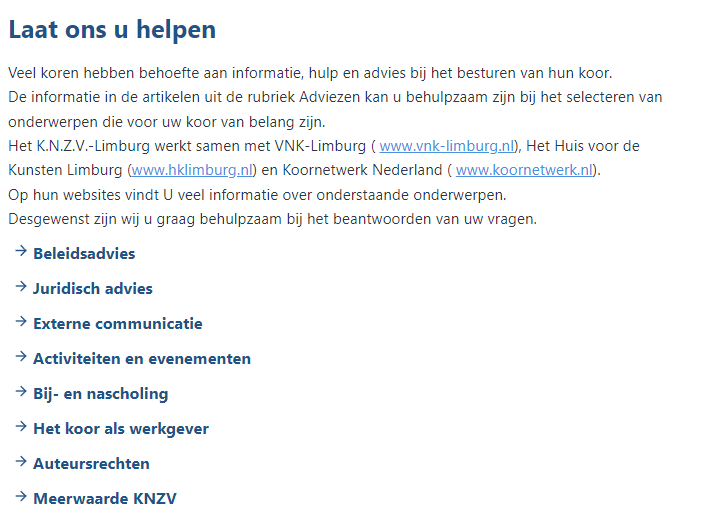 Laat ons u helpen
Veel koren hebben behoefte aan informatie, hulp en advies bij het besturen van hun koor.
De informatie in de artikelen uit de rubriek Adviezen kan u behulpzaam zijn bij het selecteren van
onderwerpen die voor uw koor van belang zijn.
Het K.N.Z.V.-Limburg werkt samen met VNK-Limburg ( www.vnk-limburg.nl), Het Huis voor de
Kunsten Limburg (www.hklimburg.nl) en Koornetwerk Nederland ( www.koornetwerk.nl).
Op hun websites vindt U veel informatie over onderstaande onderwerpen.
Desgewenst zijn wij u graag behulpzaam bij het beantwoorden van uw vragen.
→ Beleidsadvies
→ Juridisch advies
→ Externe communicatie
→ Activiteiten en evenementen
→ Bij- en nascholing
→ Het koor als werkgever
→ Auteursrechten
→ Meerwaarde KNZV